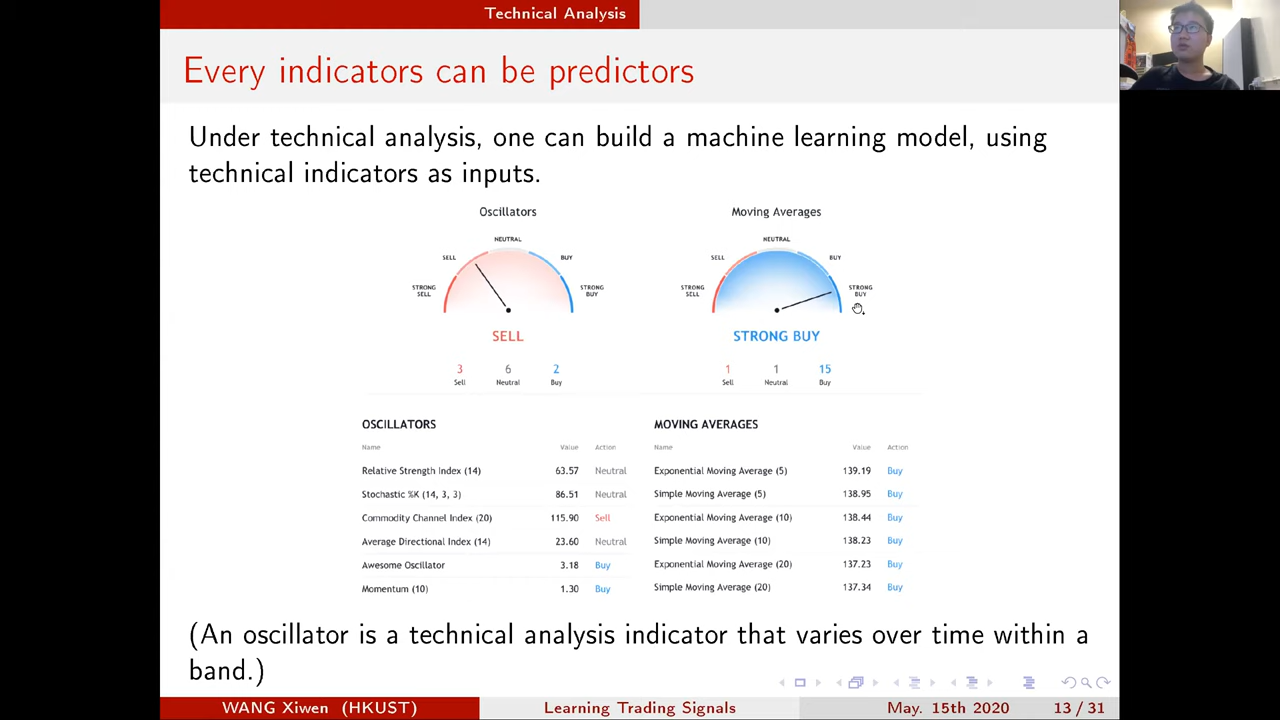 Technical Analysis
Every indicators can be predictors
Under technical analysis, one can build a machine learning model, using
technical indicators as inputs.
Oscillators
NEUTRAL
SELL
BUY
STRONG
SELL
STRONG
BUY
SELL
3 6 2
Sell Neutral Buy
Moving Averages
NEUTRAL
SELL
BUY
STRONG
SELL
STRONG
BUY
STRONG BUY
1 1 15
Sell Neutral Buy
OSCILLATORS
Name Value Action
Relative Strength Index (14) 63.57 Neutral
Stochastic %K (14, 3, 3) 86.51 Neutral
Commodity Channel Index (20) 115.90 Sell
Average Directional Index (14) 23.60 Neutral
Awesome Oscillator 3.18 Buy
Momentum (10) 1.30 Buy
MOVING AVERAGES
Name Value Action
Exponential Moving Average (5) 139.19 Buy
Simple Moving Average (5) 138.95 Buy
Exponential Moving Average (10) 138.44 Buy
Simple Moving Average (10) 138.23 Buy
Exponential Moving Average (20) 137.23 Buy
Simple Moving Average (20) 137.34 Buy
(An oscillator is a technical analysis indicator that varies over time within a
band.)
WANG Xiwen (HKUST) Learning Trading Signals May. 15th 2020 13 / 31